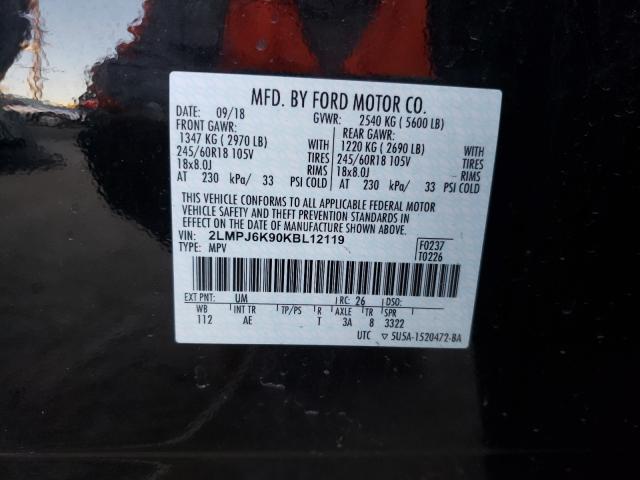 MFD. BY FORD MOTOR CO.
DATE: 09/18 GVWR: 2540 KG ( 5600 LB)
FRONT GAWR: REAR GAWR:
1347 KG ( 2970 LB) WITH 1220 KG ( 2690 LB) WITH
245/60R18 105V TIRES 245/60R18 105V TIRES
18x8.0J RIMS 18x8.0J RIMS
AT 230 kPa/ 33 PSI COLD AT 230 kPa/ 33 PSI COLD
THIS VEHICLE CONFORMS TO ALL APPLICABLE FEDERAL MOTOR
VEHICLE SAFETY AND THEFT PREVENTION STANDARDS IN
EFFECT ON THE DATE OF MANUFACTURE SHOWN ABOVE.
VIN: 2LMPJ6K90KBL12119 F0237
TYPE: MPV T0226
EXT PNT: UM RC: 26 DSO:
WB INT TR TP/PS R AXLE TR SPR
112 AE T 3A 8 3322
UTC 5U5A-1520472-BA